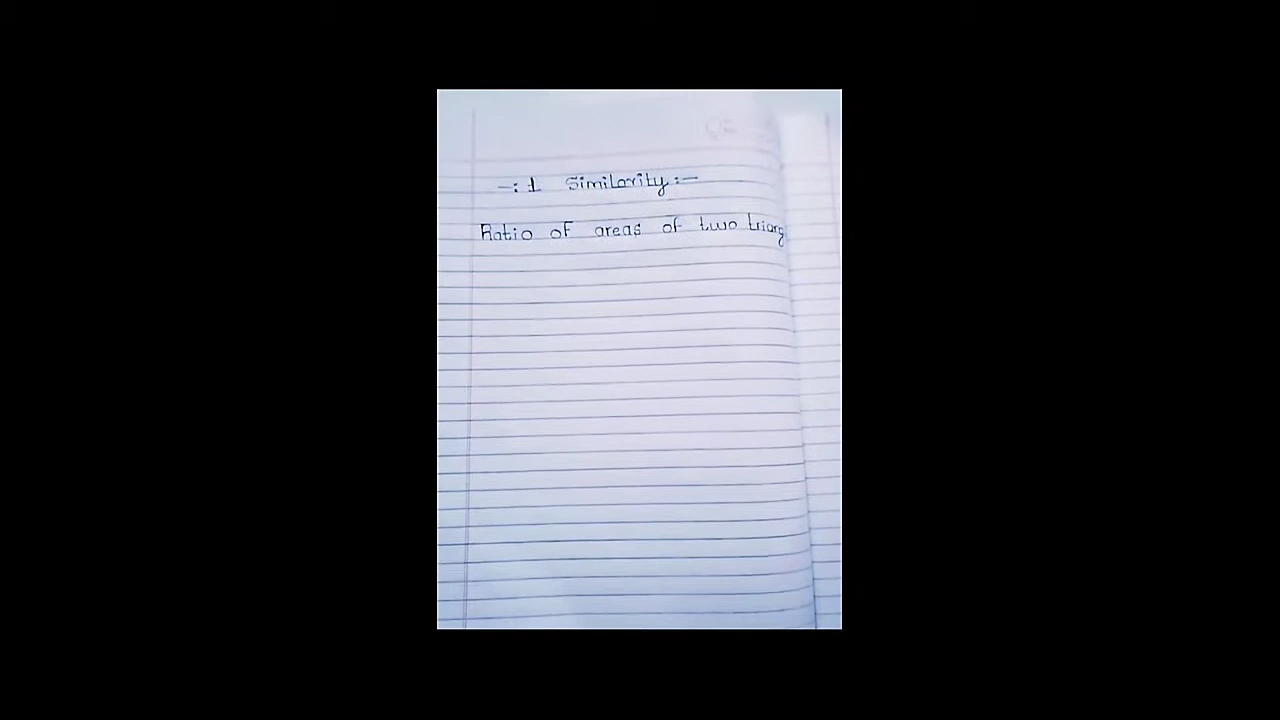 -: 1 Similarity :-
Ratio of areas of two triang